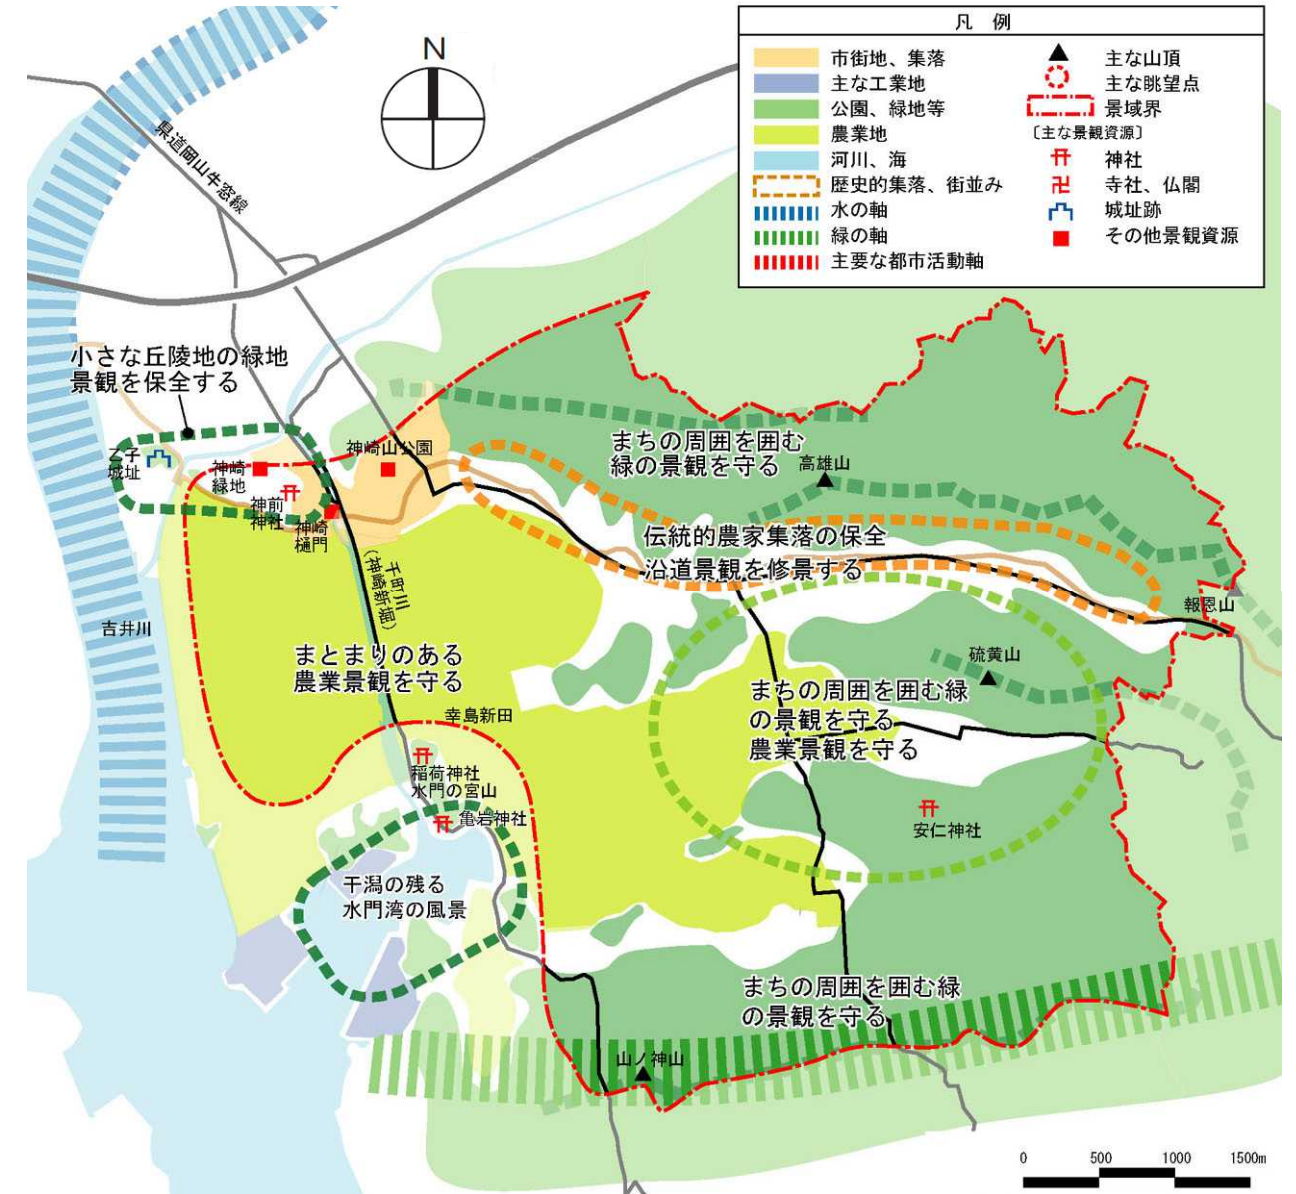 凡 例
市街地、集落
主な工業地
公園、緑地等
農業地
河川、海
歴史的集落、街並み
水の軸
緑の軸
主要な都市活動軸
主な山頂
主な眺望点
景域界
〔主な景観資源〕
神社
寺社、仏閣
城址跡
その他景観資源
N
県道岡山牛窓線
小さな丘陵地の緑地
景観を保全する
乙子
城址
神崎
緑地
神前
神社
神崎
樋門
神崎山公園
まちの周囲を囲む
緑の景観を守る
高雄山
伝統的農家集落の保全
沿道景観を修景する
報恩山
千町川
(神崎新堀)
吉井川
まとまりのある
農業景観を守る
硫黄山
まちの周囲を囲む緑
の景観を守る
農業景観を守る
幸島新田
稲荷神社
水門の宮山
亀岩神社
安仁神社
干潟の残る
水門湾の風景
まちの周囲を囲む緑
の景観を守る
山ノ神山
0 500 1000 1500m